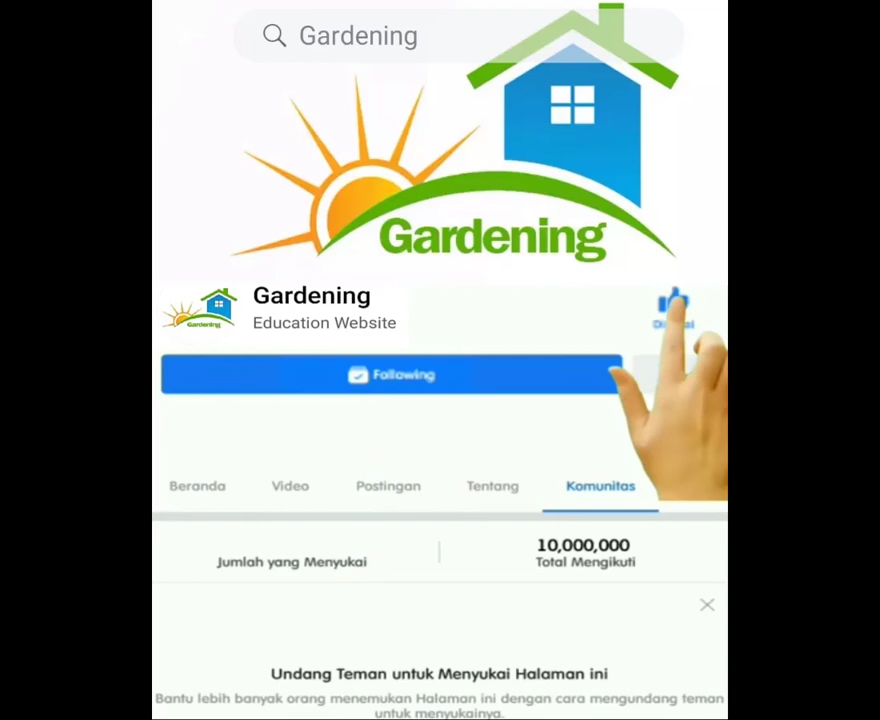 Gardening
Gardening
Gardening
Gardening
Education Website
Following
Beranda Video Postingan Tentang Komunitas
10,000,000
Jumlah yang Menyukai Total Mengikuti
Undang Teman untuk Menyukai Halaman ini
Bantu lebih banyak orang menemukan Halaman ini dengan cara mengundang teman
untuk menyukainya.